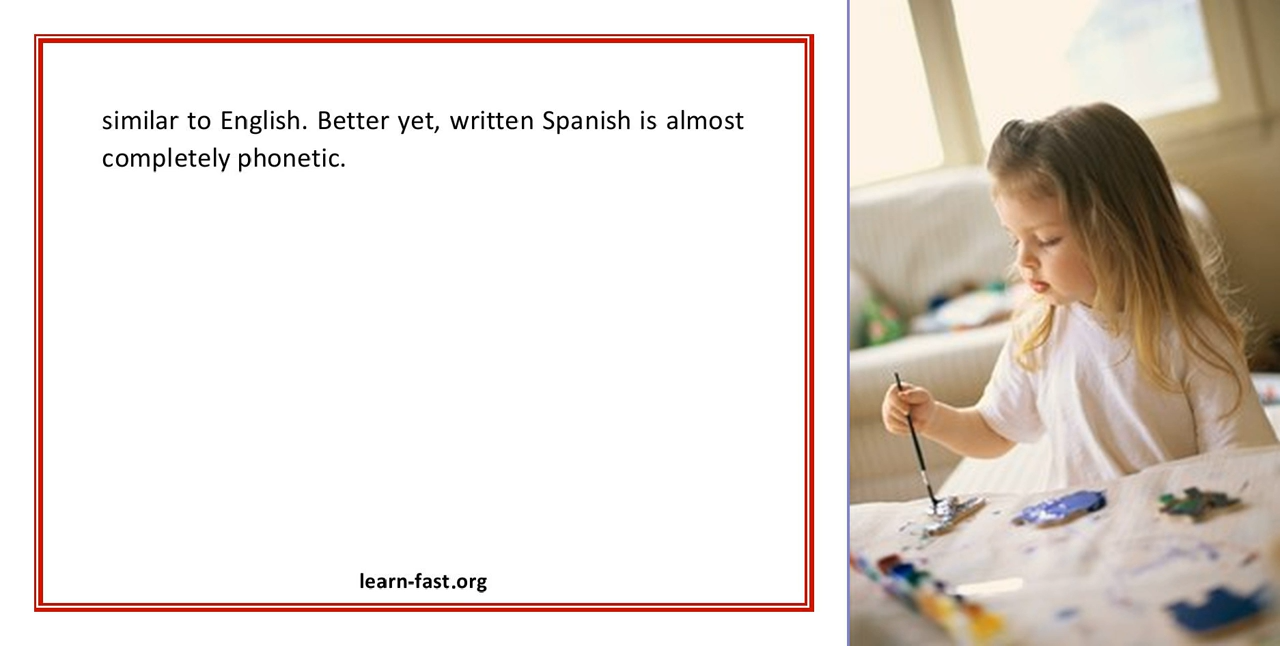 similar to English. Better yet, written Spanish is almost
completely phonetic.
learn-fast.org